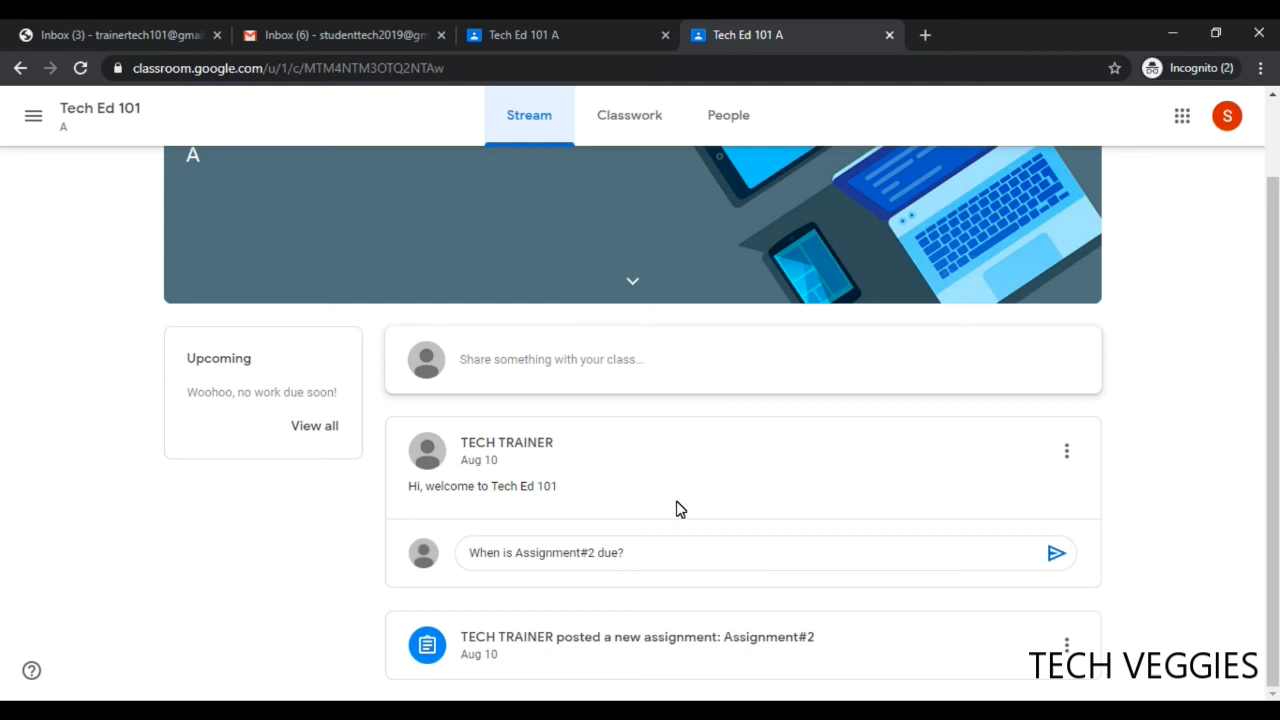 Inbox (3) - trainertech101@gmai
Inbox (6) - studenttech2019@gm
Tech Ed 101 A
Tech Ed 101 A
classroom.google.com/u/1/c/MTM4NTM3OTQ2NTAw
Incognito (2)
Tech Ed 101
A
Stream
Classwork
People
S
A
Upcoming
Woohoo, no work due soon!
View all
Share something with your class...
TECH TRAINER
Aug 10
Hi, welcome to Tech Ed 101
When is Assignment#2 due?
TECH TRAINER posted a new assignment: Assignment#2
Aug 10
TECH VEGGIES